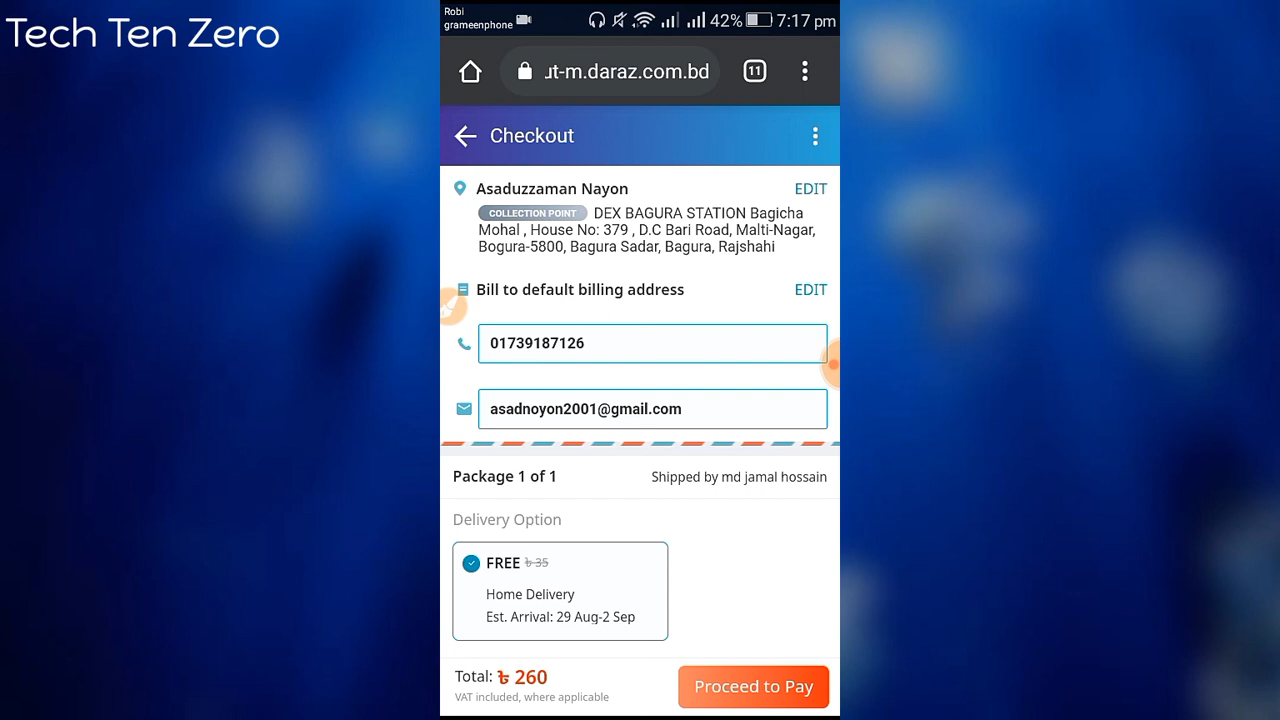 Tech Ten Zero
Robi
grameenphone
42% 7:17 pm
ut-m.daraz.com.bd
11
Checkout
Asaduzzaman Nayon EDIT
COLLECTION POINT DEX BAGURA STATION Bagicha
Mohal , House No: 379 , D.C Bari Road, Malti-Nagar,
Bogura-5800, Bagura Sadar, Bagura, Rajshahi
Bill to default billing address EDIT
01739187126
asadnoyon2001@gmail.com
Package 1 of 1 Shipped by md jamal hossain
Delivery Option
FREE ৳ 35
Home Delivery
Est. Arrival: 29 Aug-2 Sep
Total: ৳ 260
VAT included, where applicable
Proceed to Pay